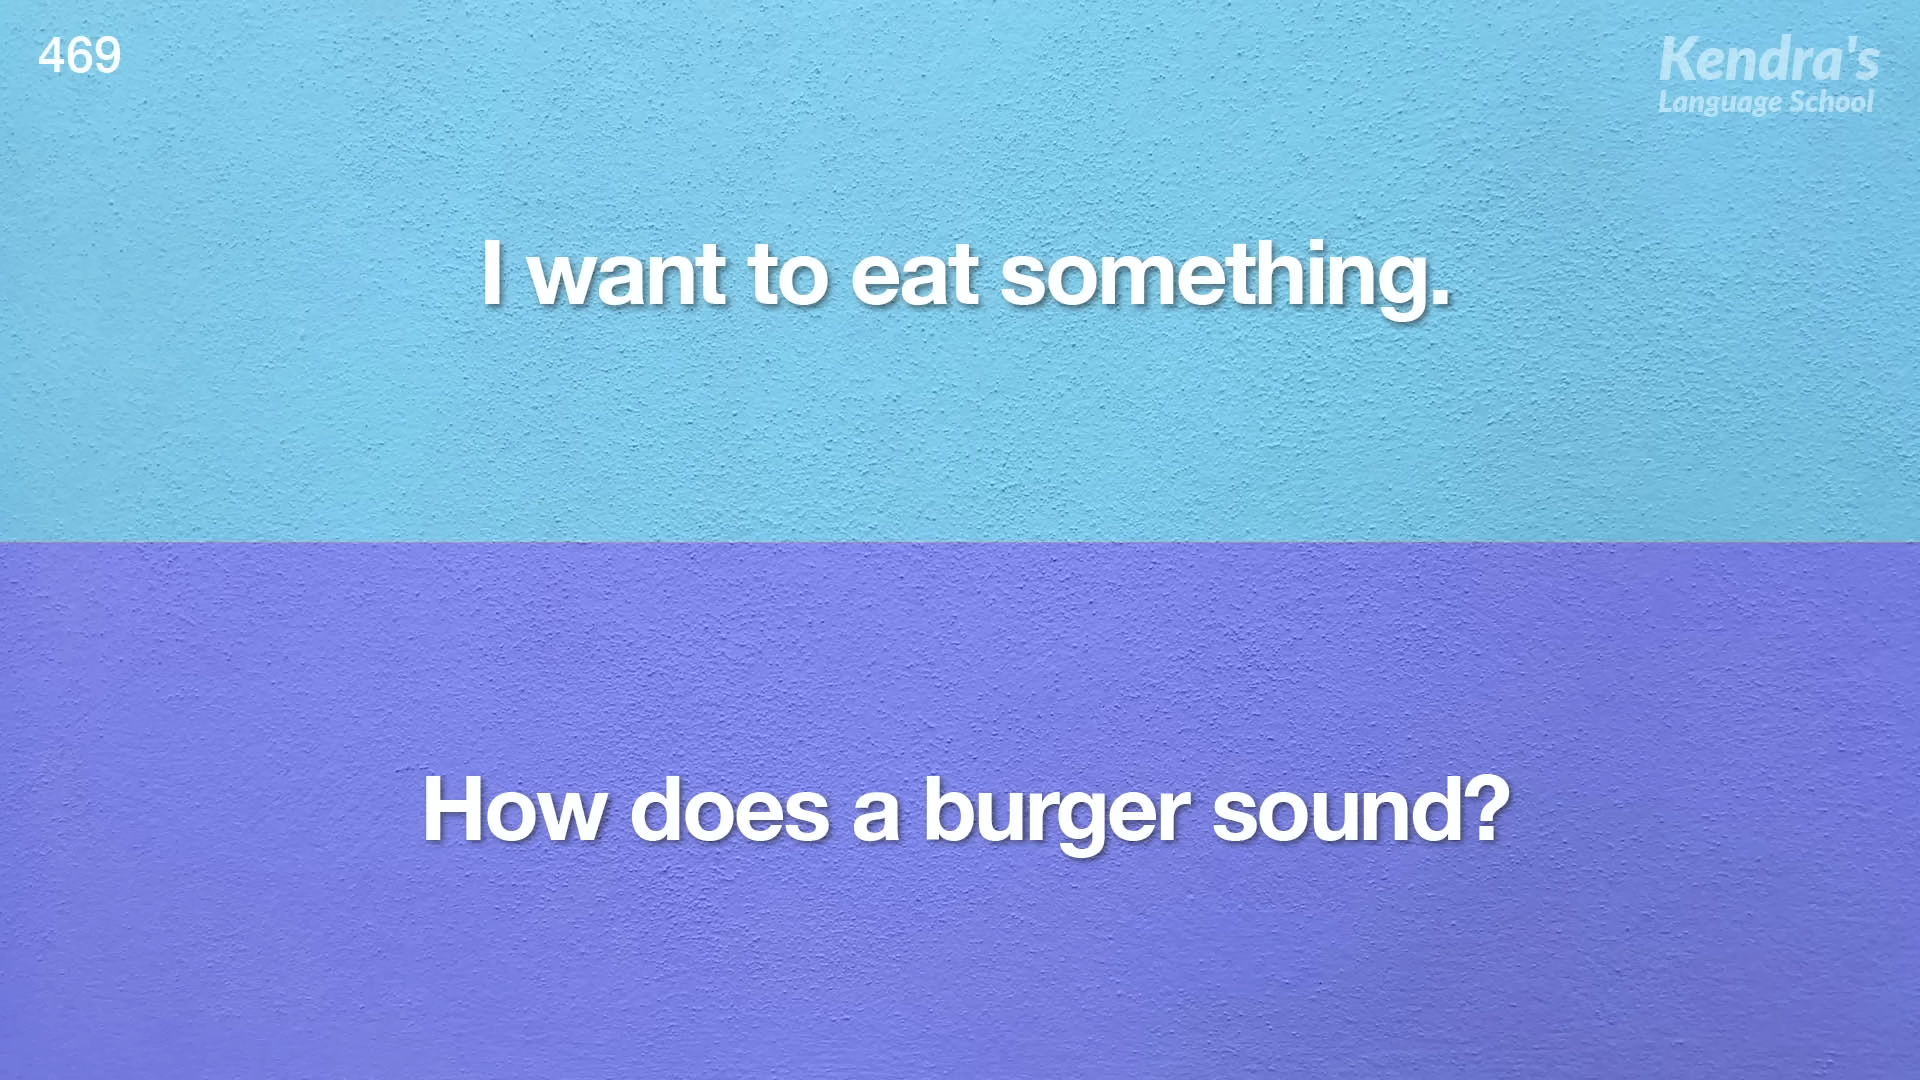 469
Kendra's
Language School
I want to eat something.
How does a burger sound?